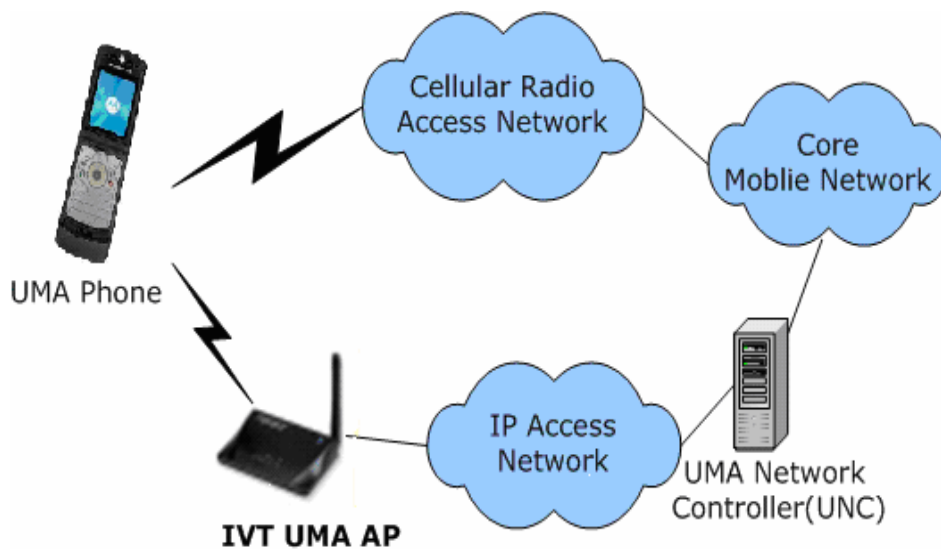 Cellular Radio
Access Network
Core
Moblie Network
UMA Phone
IP Access
Network
UMA Network
Controller(UNC)
IVT UMA AP